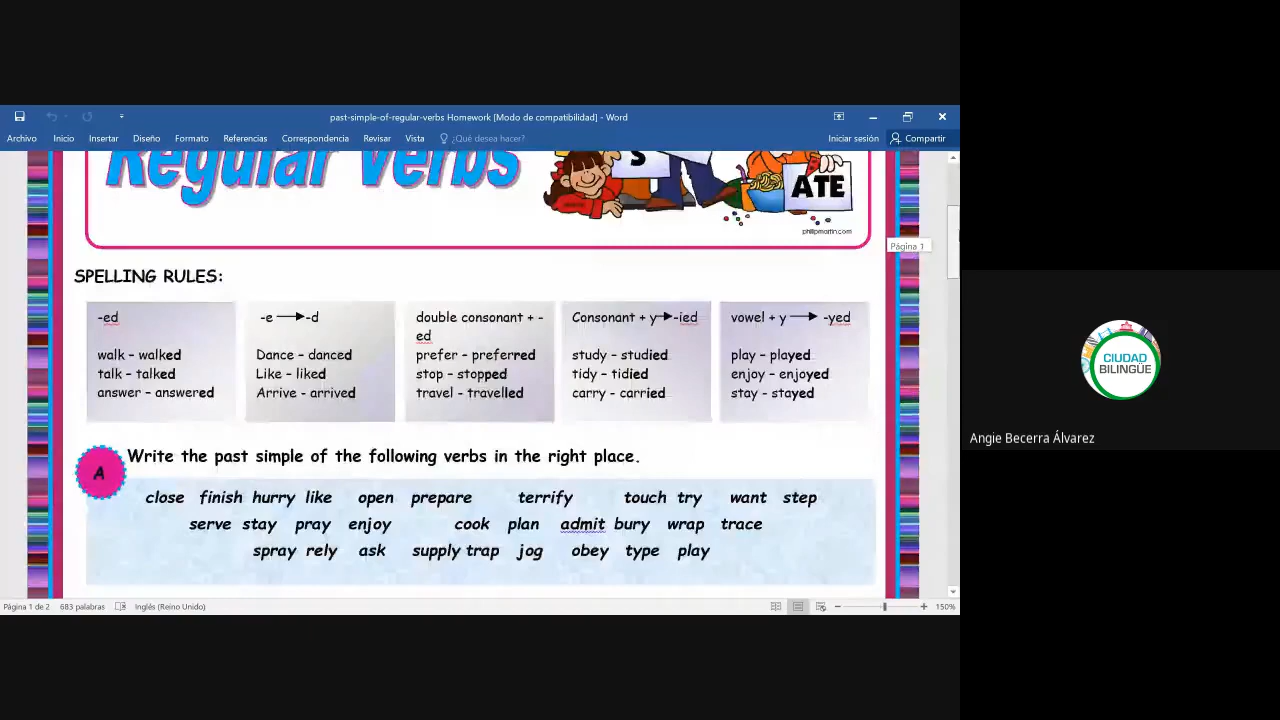 past-simple-of-regular-verbs Homework [Modo de compatibilidad] - Word
Archivo Inicio Insertar Diseño Formato Referencias Correspondencia Revisar Vista ¿Qué desea hacer? Iniciar sesión Compartir
Regular Verbs
S
ATE
philipmartin.com
Página 1
SPELLING RULES:
-ed
walk – walked
talk – talked
answer – answered
-e -d
Dance – danced
Like – liked
Arrive - arrived
double consonant + -
ed
prefer – preferred
stop – stopped
travel - travelled
Consonant + y -ied
study – studied
tidy – tidied
carry - carried
vowel + y -yed
play – played
enjoy – enjoyed
stay - stayed
A
Write the past simple of the following verbs in the right place.
close finish hurry like open prepare terrify touch try want step
serve stay pray enjoy cook plan admit bury wrap trace
spray rely ask supply trap jog obey type play
Página 1 de 2 683 palabras Inglés (Reino Unido) 150%
CIUDAD
BILINGÜE
Angie Becerra Álvarez